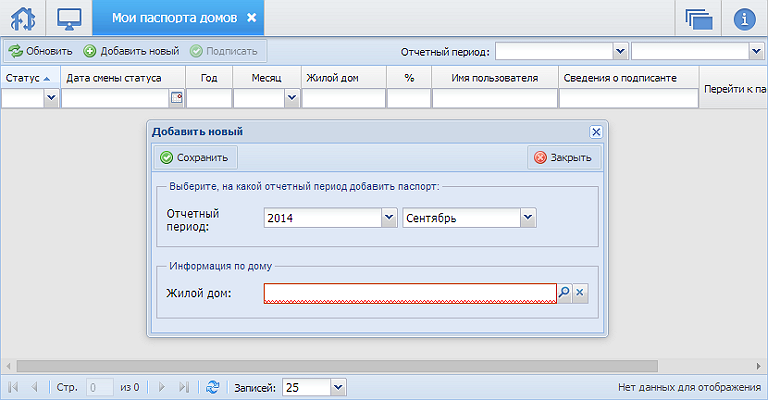 Мои паспорта домов
Обновить Добавить новый Подписать Отчетный период:
Статус Дата смены статуса Год Месяц Жилой дом % Имя пользователя Сведения о подписанте Перейти к па
Добавить новый
Сохранить Закрыть
Выберите, на какой отчетный период добавить паспорт:
Отчетный
период: 2014 Сентябрь
Информация по дому
Жилой дом:
Стр. 0 из 0 Записей: 25 Нет данных для отображения